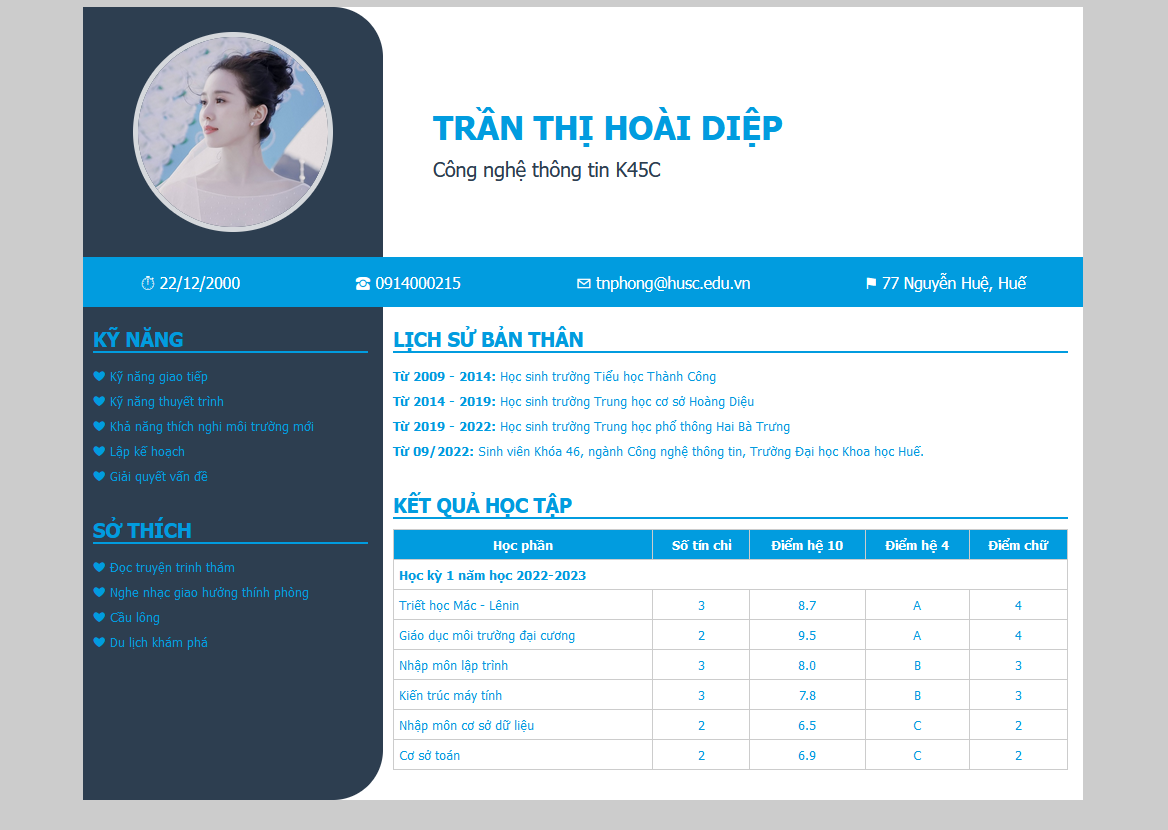 TRẦN THỊ HOÀI DIỆP
Công nghệ thông tin K45C
22/12/2000
0914000215
tnphong@husc.edu.vn
77 Nguyễn Huệ, Huế
KỸ NĂNG
Kỹ năng giao tiếp
Kỹ năng thuyết trình
Khả năng thích nghi môi trường mới
Lập kế hoạch
Giải quyết vấn đề
SỞ THÍCH
Đọc truyện trinh thám
Nghe nhạc giao hưởng thính phòng
Cầu lông
Du lịch khám phá
LỊCH SỬ BẢN THÂN
Từ 2009 - 2014: Học sinh trường Tiểu học Thành Công
Từ 2014 - 2019: Học sinh trường Trung học cơ sở Hoàng Diệu
Từ 2019 - 2022: Học sinh trường Trung học phổ thông Hai Bà Trưng
Từ 09/2022: Sinh viên Khóa 46, ngành Công nghệ thông tin, Trường Đại học Khoa học Huế.
KẾT QUẢ HỌC TẬP
Học phần Số tín chỉ Điểm hệ 10 Điểm hệ 4 Điểm chữ
Học kỳ 1 năm học 2022-2023
Triết học Mác - Lênin 3 8.7 A 4
Giáo dục môi trường đại cương 2 9.5 A 4
Nhập môn lập trình 3 8.0 B 3
Kiến trúc máy tính 3 7.8 B 3
Nhập môn cơ sở dữ liệu 2 6.5 C 2
Cơ sở toán 2 6.9 C 2